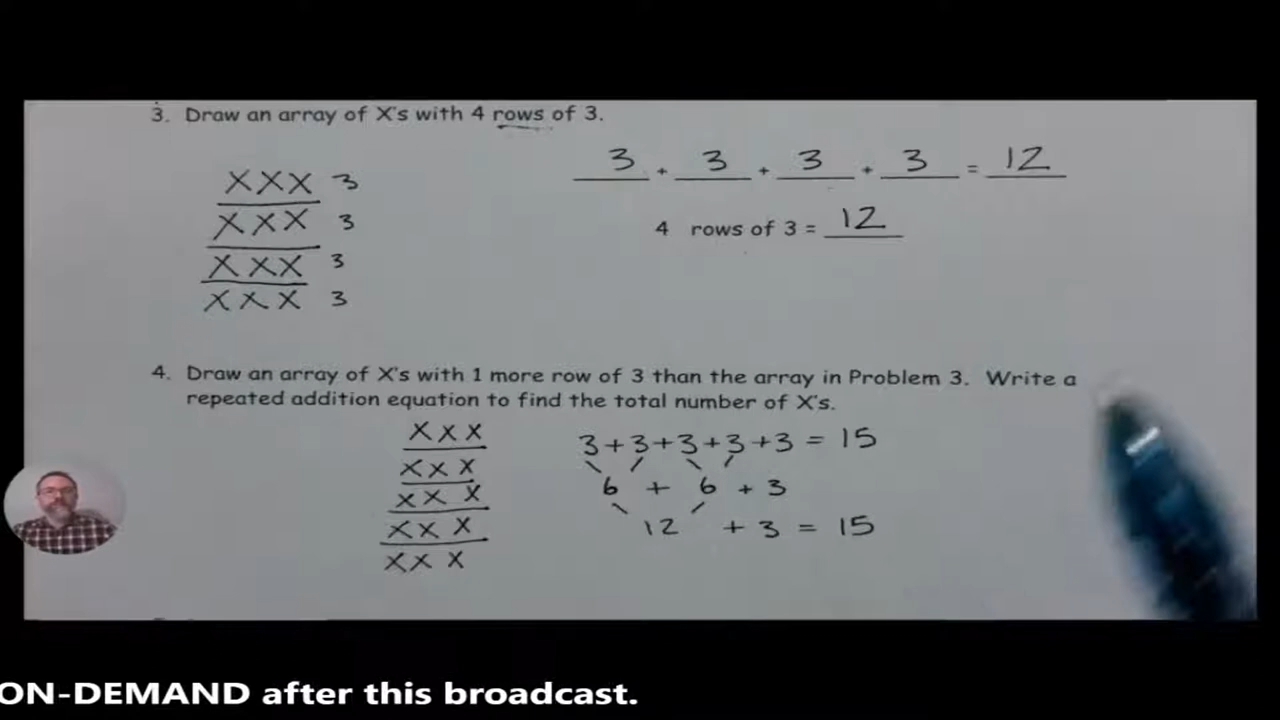 3. Draw an array of X's with 4 rows of 3.
3 + 3 + 3 + 3 = 12
4 rows of 3 = 12
XXX 3
XXX 3
XXX 3
XXX 3
4. Draw an array of X's with 1 more row of 3 than the array in Problem 3. Write a
repeated addition equation to find the total number of X's.
XXX
XXX
XXX
XXX
XXX
3+3+3+3+3 = 15
6 + 6 + 3
12 + 3 = 15
ON-DEMAND after this broadcast.